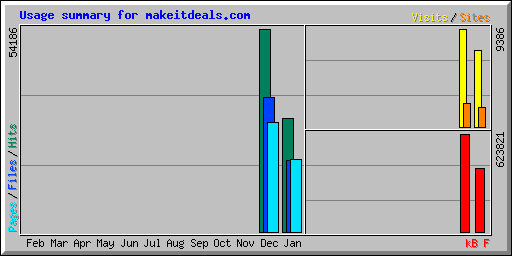 Usage summary for makeitdeals.com
Visits / Sites
54186
9386
Pages / Files / Hits
623821
Feb Mar Apr May Jun Jul Aug Sep Oct Nov Dec Jan
kB F